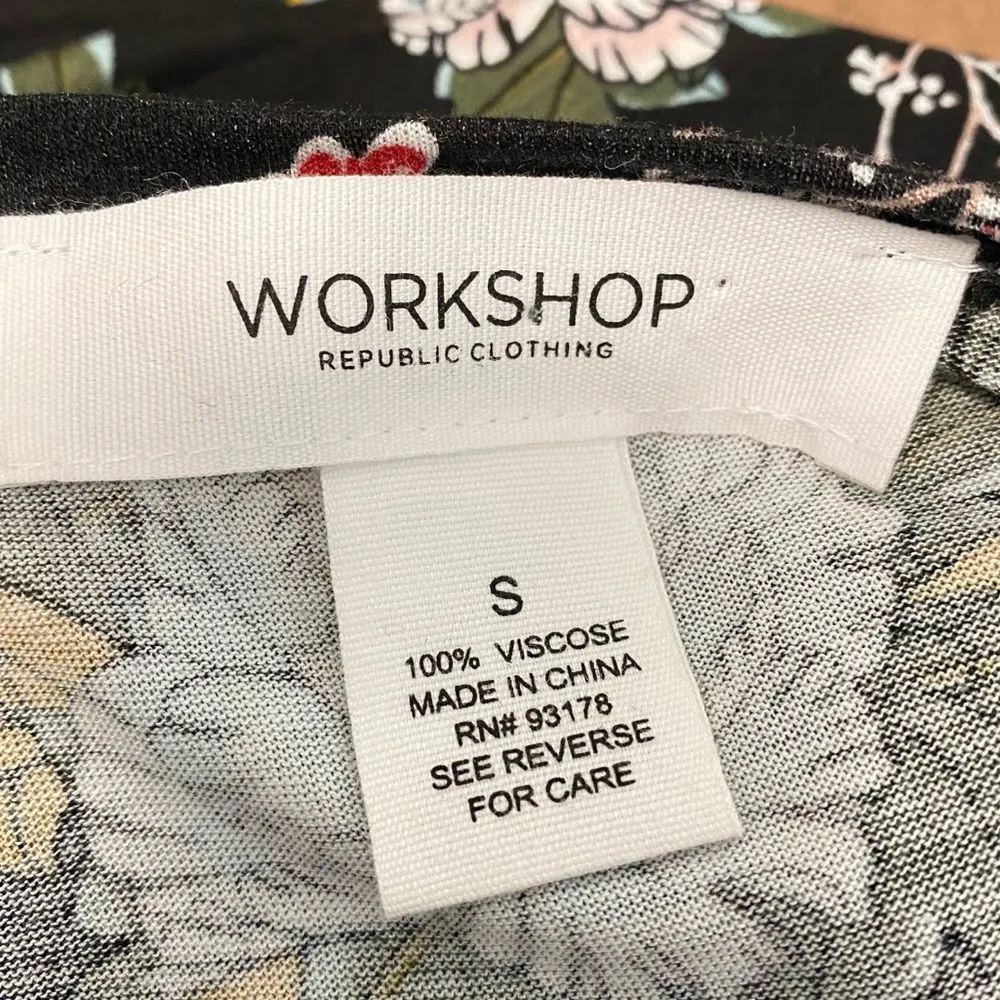 WORKSHOP
REPUBLIC CLOTHING
S
100% VISCOSE
MADE IN CHINA
RN# 93178
SEE REVERSE
FOR CARE